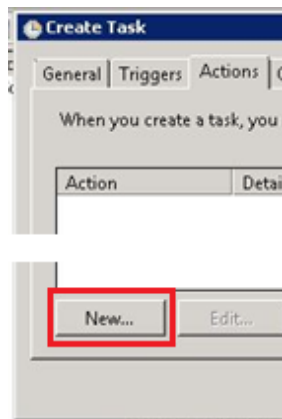 Create Task
General Triggers Actions
When you create a task, you
Action Detai
New... Edit...